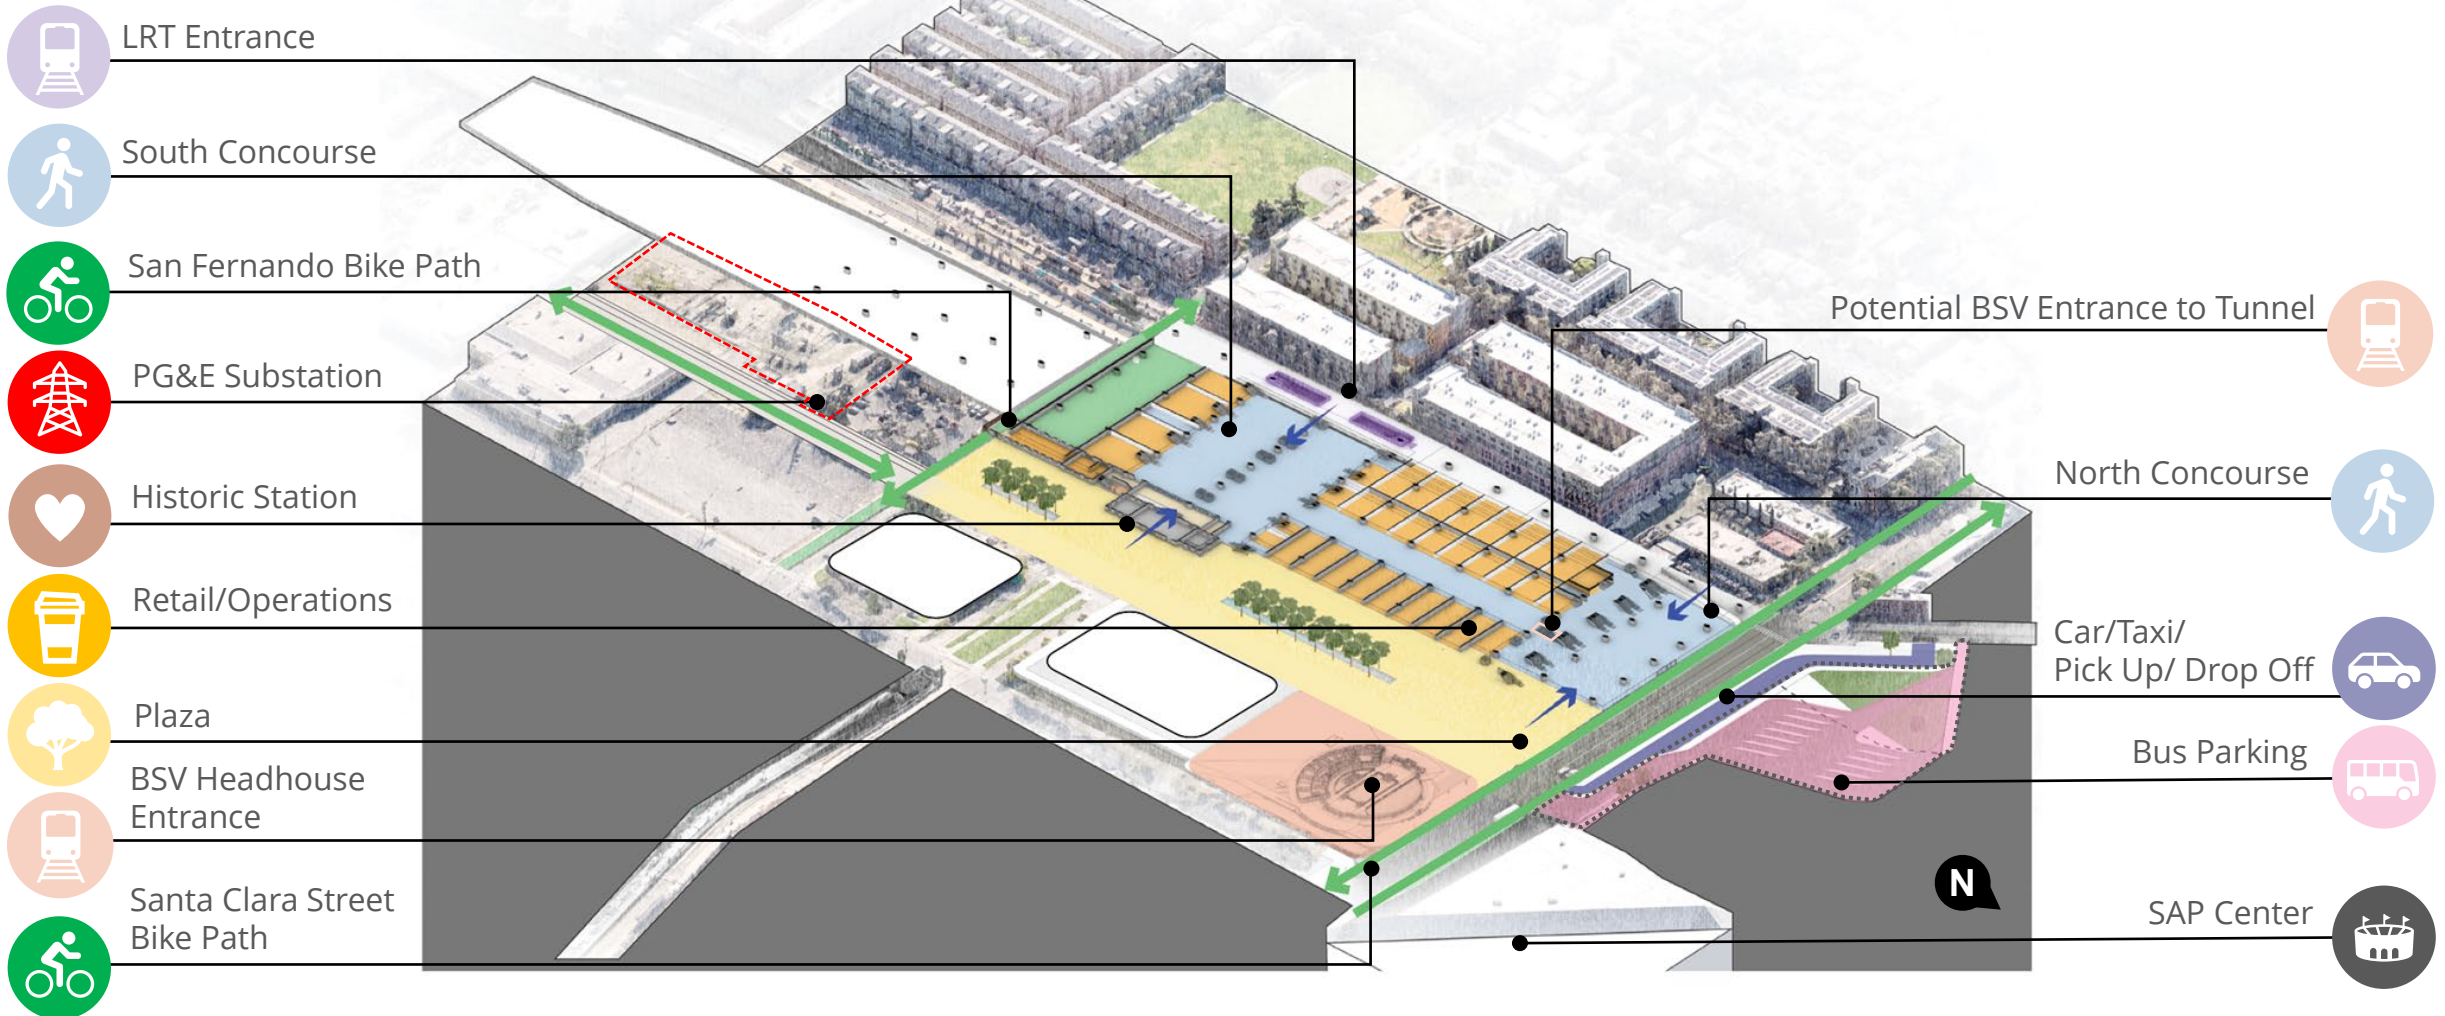 LRT Entrance
South Concourse
San Fernando Bike Path
PG&E Substation
Historic Station
Retail/Operations
Plaza
BSV Headhouse
Entrance
Santa Clara Street
Bike Path
Potential BSV Entrance to Tunnel
North Concourse
Car/Taxi/
Pick Up/ Drop Off
Bus Parking
N
SAP Center